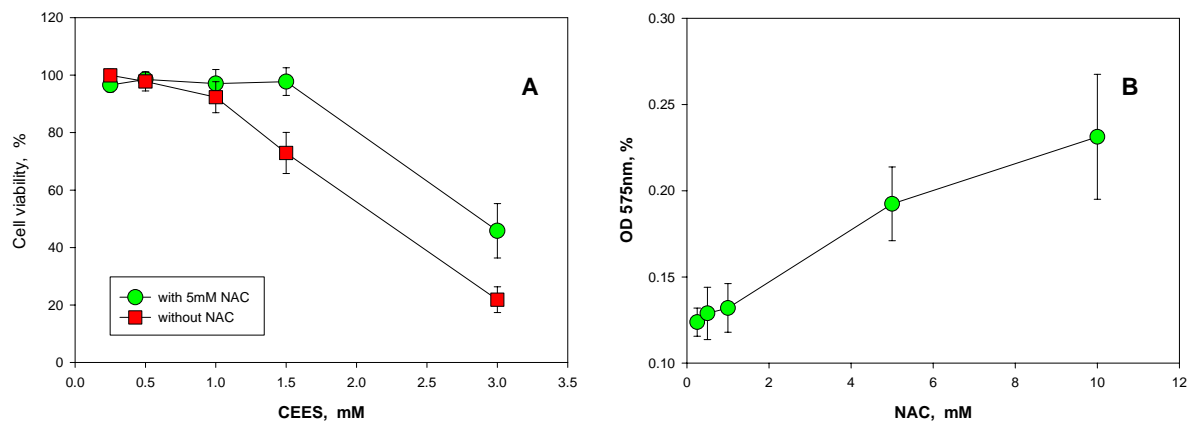 120
100
80
60
40
20
0
Cell viability, %
A
with 5mM NAC
without NAC
0.0 0.5 1.0 1.5 2.0 2.5 3.0 3.5
CEES, mM
0.30
0.25
0.20
0.15
0.10
OD 575nm, %
B
0 2 4 6 8 10 12
NAC, mM